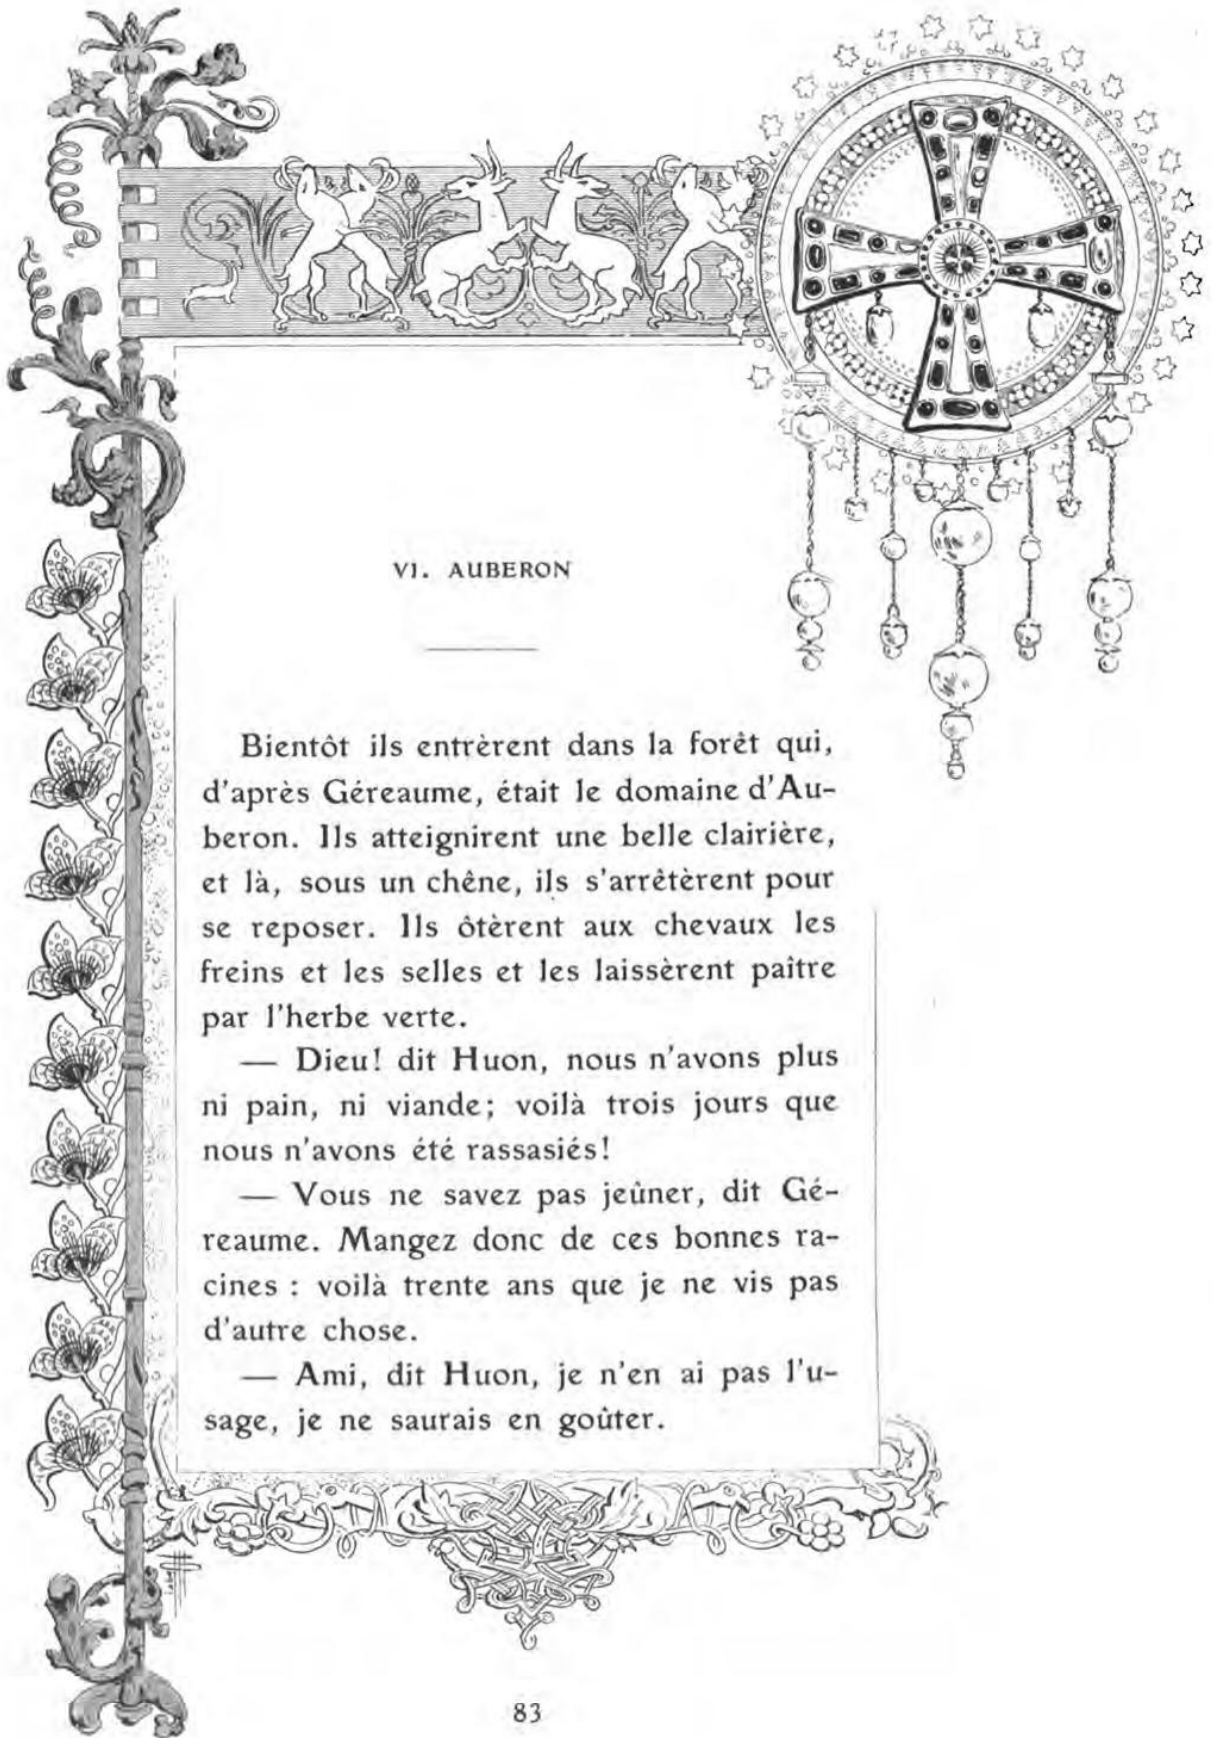 VI. AUBERON
Bientôt ils entrèrent dans la forêt qui,
d'après Géreaume, était le domaine d'Au-
beron. Ils atteignirent une belle clairière,
et là, sous un chêne, ils s'arrêtèrent pour
se reposer. Ils ôtèrent aux chevaux les
freins et les selles et les laissèrent paître
par l'herbe verte.
— Dieu! dit Huon, nous n'avons plus
ni pain, ni viande; voilà trois jours que
nous n'avons été rassasiés!
— Vous ne savez pas jeûner, dit Gé-
reaume. Mangez donc de ces bonnes ra-
cines : voilà trente ans que je ne vis pas
d'autre chose.
— Ami, dit Huon, je n'en ai pas l'u-
sage, je ne saurais en goûter.
83